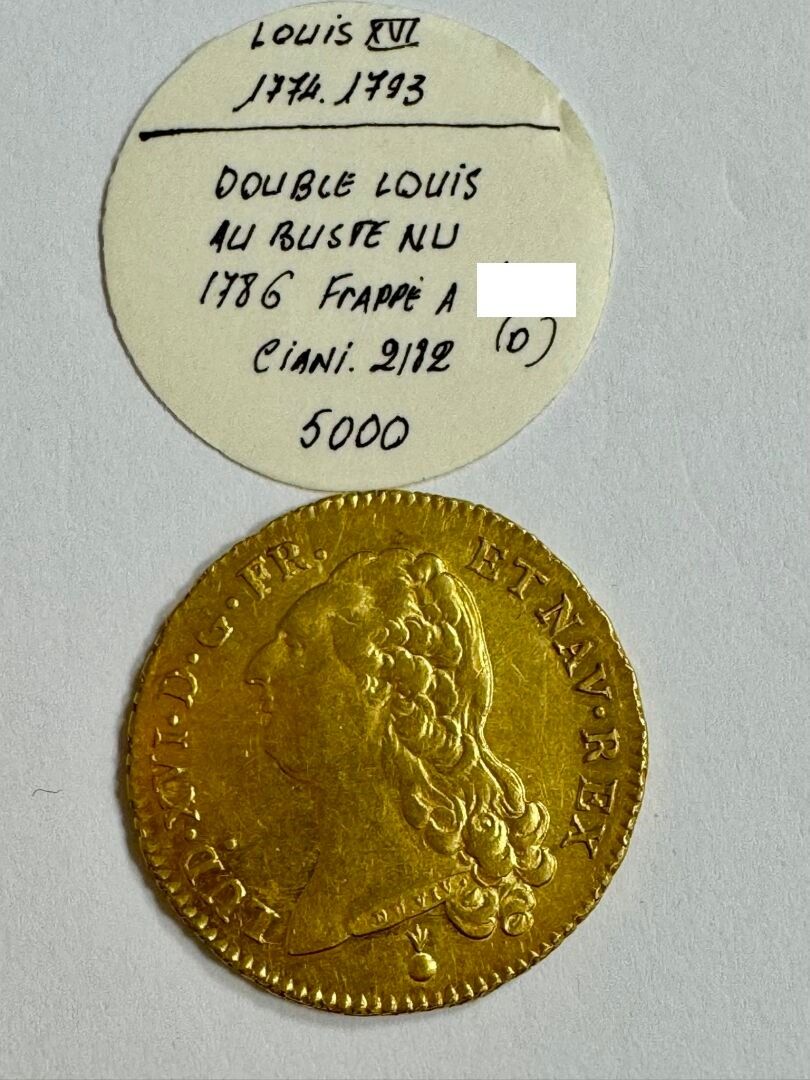 LOUIS XVI
1774.1793
DOUBLE LOUIS
AU BUSTE NU
1786 FRAPPÉ A
CIANI. 2182 (D)
5000
LUD.XVI.D.G.FR. ET NAV.REX
DUVIV